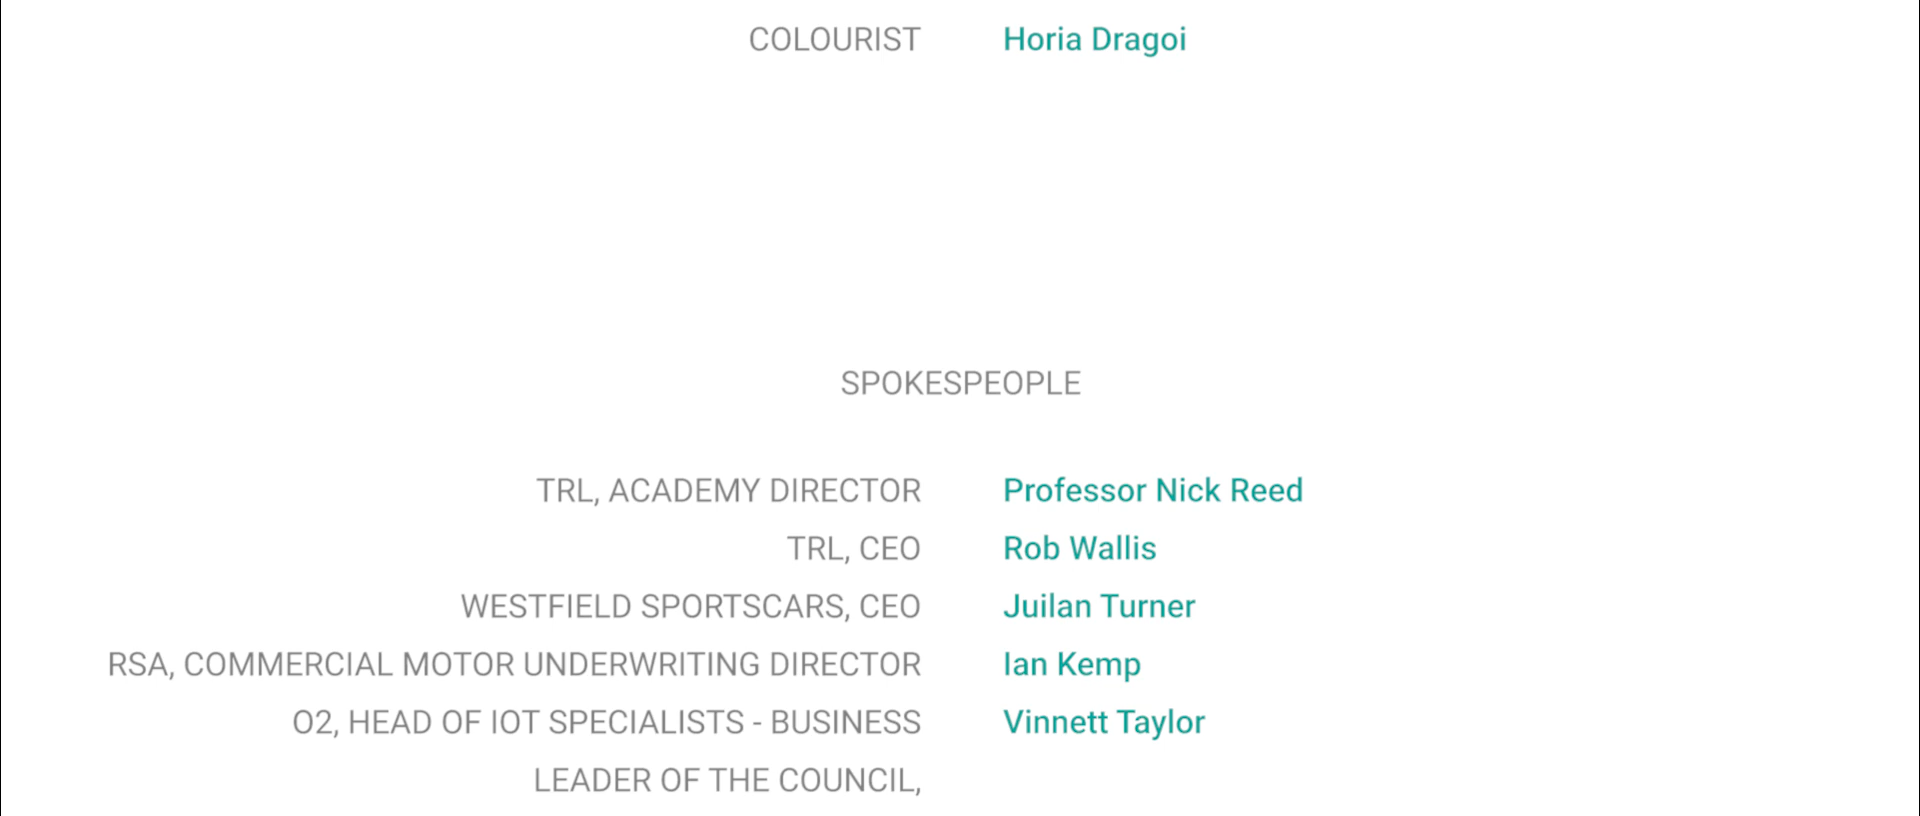 COLOURIST Horia Dragoi
SPOKESPEOPLE
TRL, ACADEMY DIRECTOR Professor Nick Reed
TRL, CEO Rob Wallis
WESTFIELD SPORTSCARS, CEO Juilan Turner
RSA, COMMERCIAL MOTOR UNDERWRITING DIRECTOR Ian Kemp
O2, HEAD OF IOT SPECIALISTS - BUSINESS Vinnett Taylor
LEADER OF THE COUNCIL,